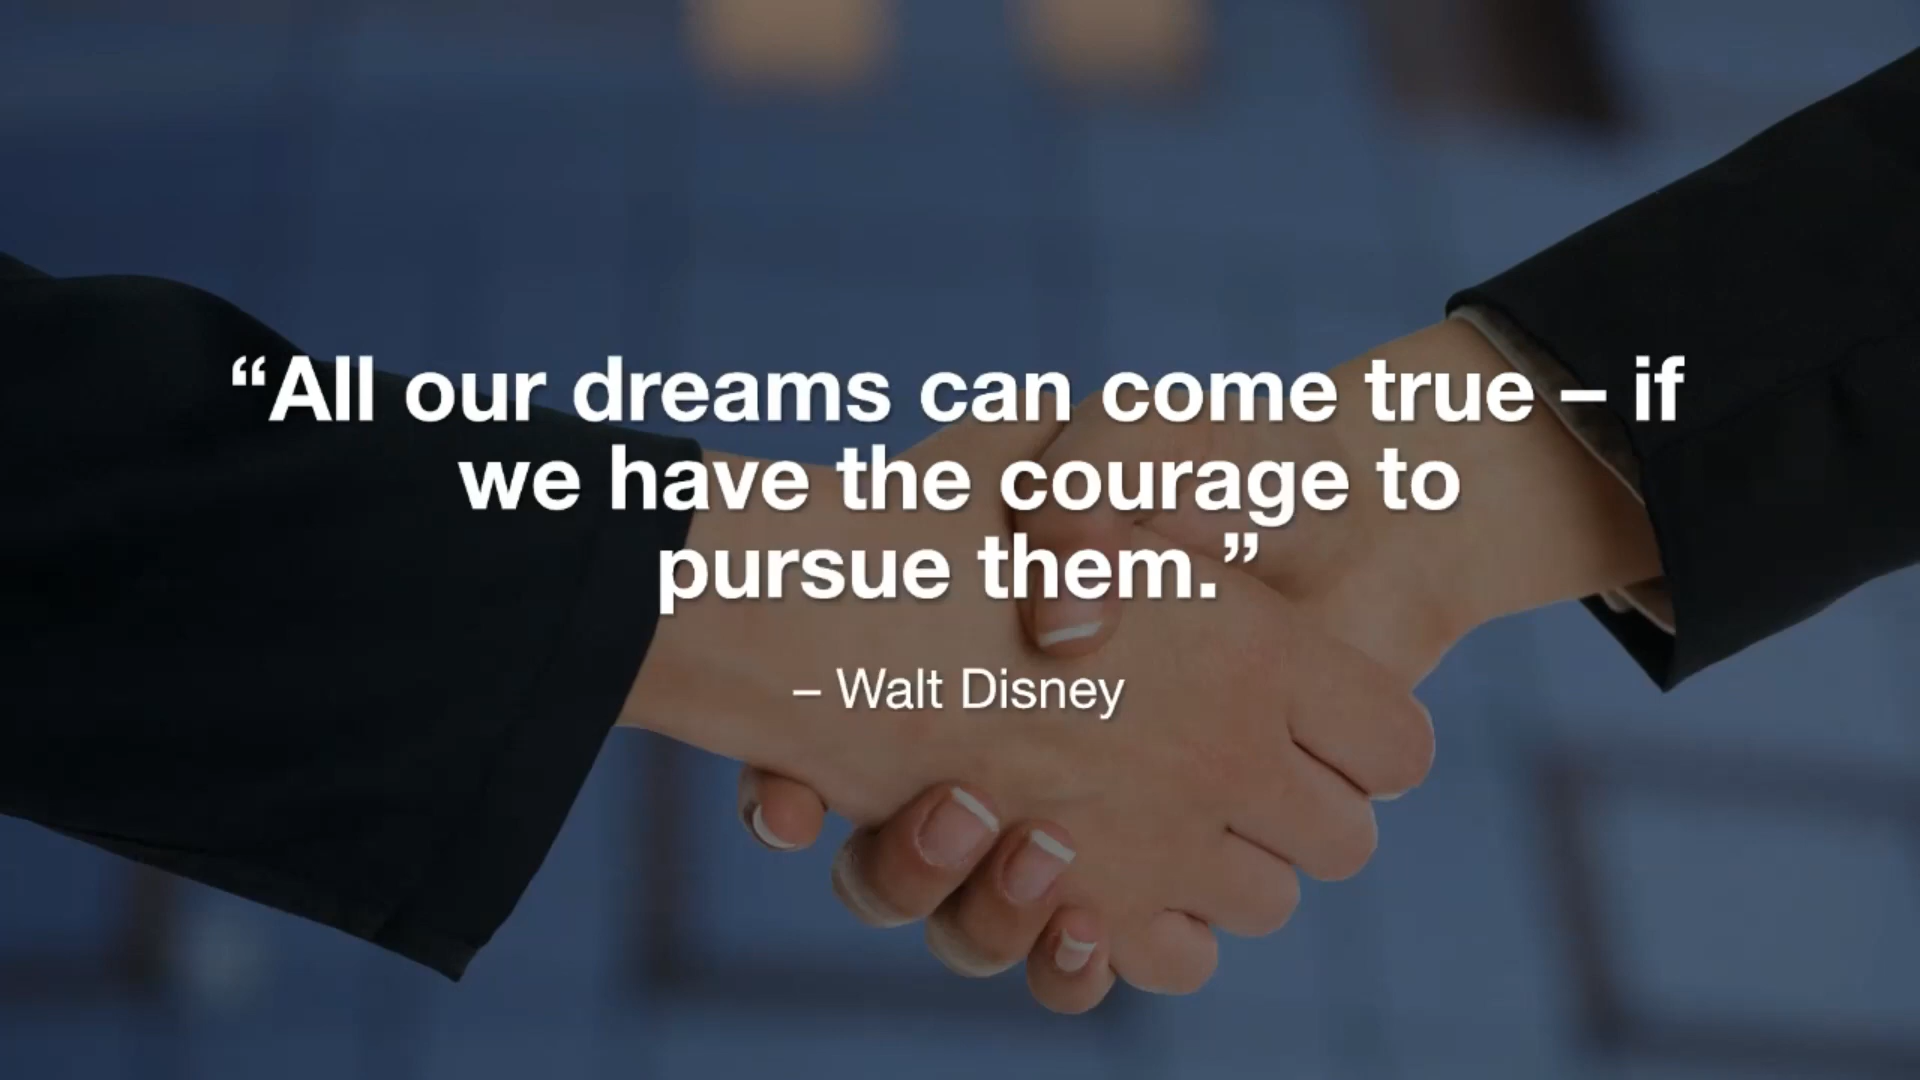 “All our dreams can come true – if
we have the courage to
pursue them.”
– Walt Disney